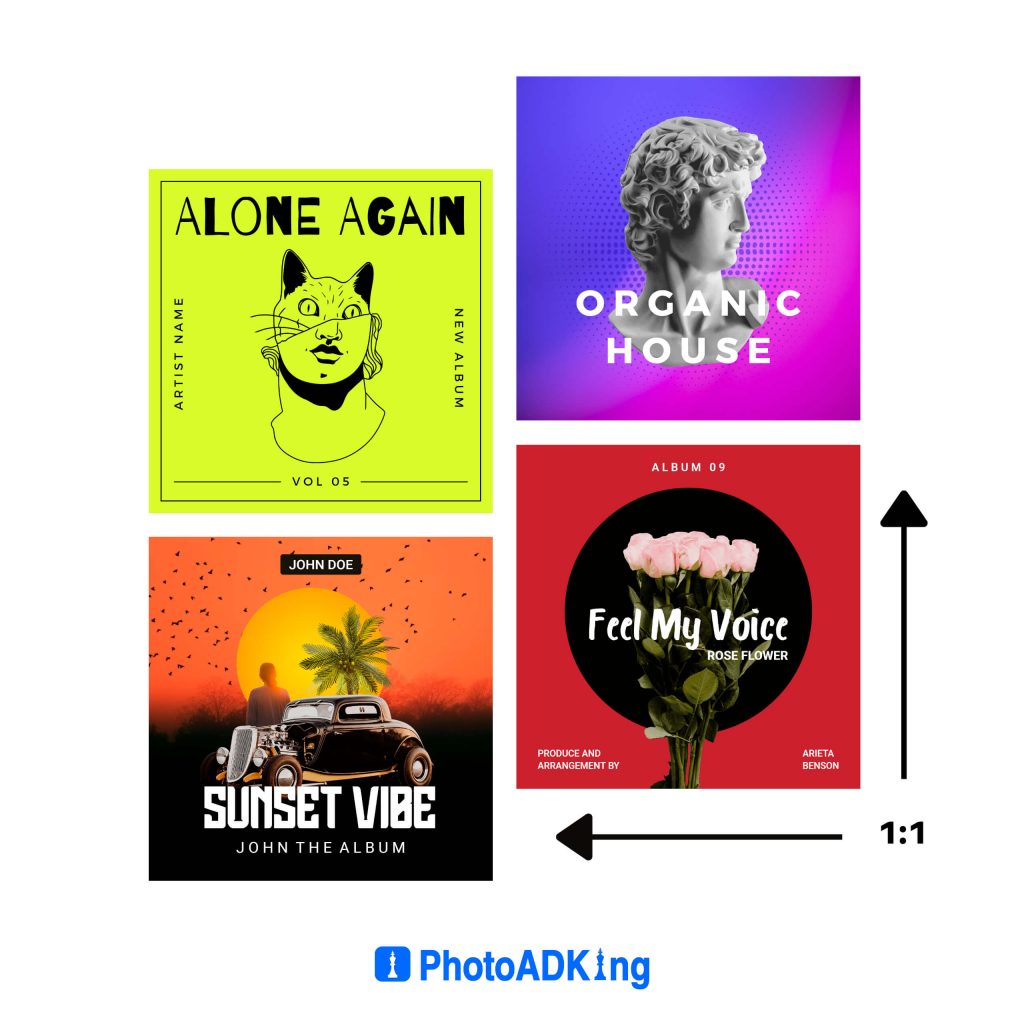 ALONE AGAIN
ARTIST NAME
NEW ALBUM
VOL 05
ORGANIC
HOUSE
JOHN DOE
SUNSET VIBE
JOHN THE ALBUM
ALBUM 09
Feel My Voice
ROSE FLOWER
PRODUCE AND
ARRANGEMENT BY
ARIETA
BENSON
1:1
PhotoADKing